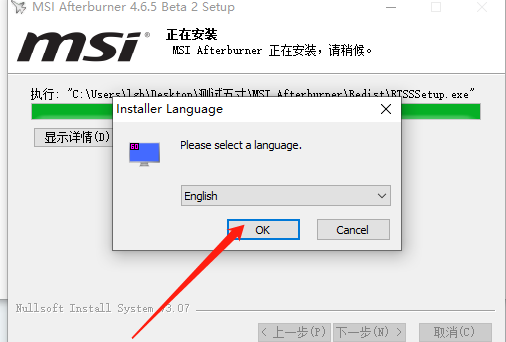 MSI Afterburner 4.6.5 Beta 2 Setup
msi
正在安装
MSI Afterburner 正在安装，请稍候。
执行: "C:\Users\lgh\Desktop\测试五寸\MSI Afterburner\Redist\RTSSSetup.exe"
显示详情(D)
Installer Language
60
Please select a language.
English
OK
Cancel
Nullsoft Install System v3.07
< 上一步(P)
下一步(N) >
取消(C)